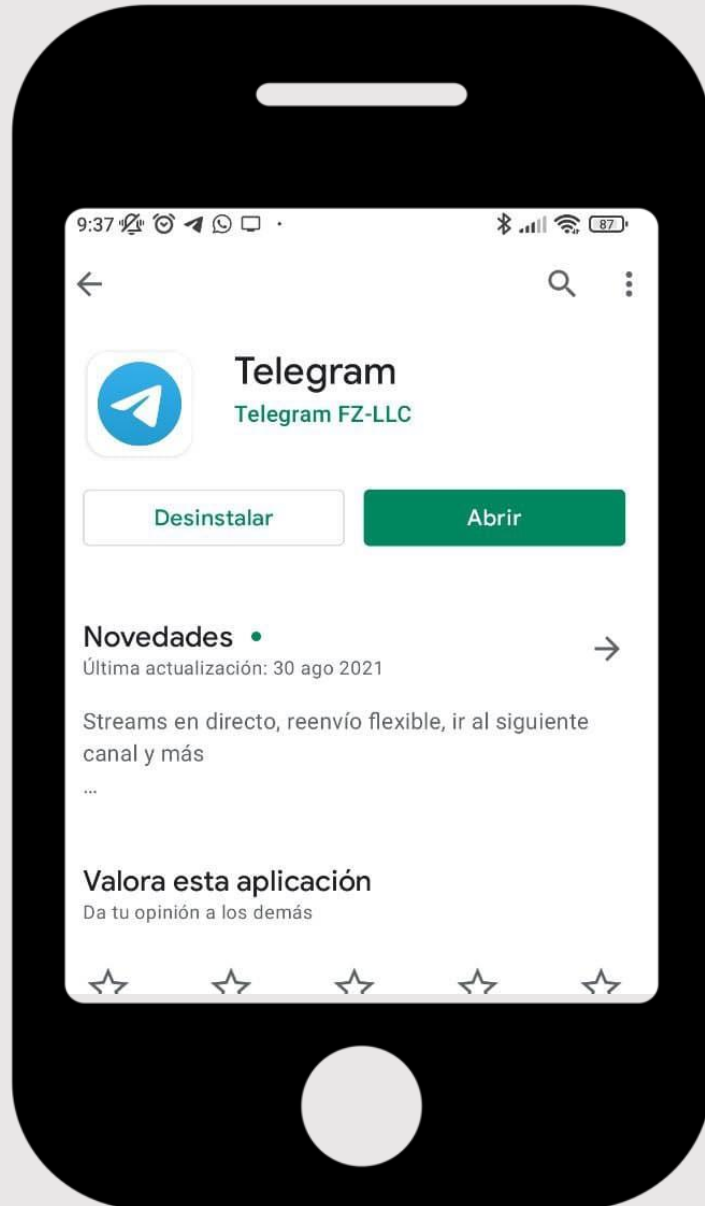 9:37
87
Telegram
Telegram FZ-LLC
Desinstalar
Abrir
Novedades
Última actualización: 30 ago 2021
Streams en directo, reenvío flexible, ir al siguiente
canal y más
...
Valora esta aplicación
Da tu opinión a los demás